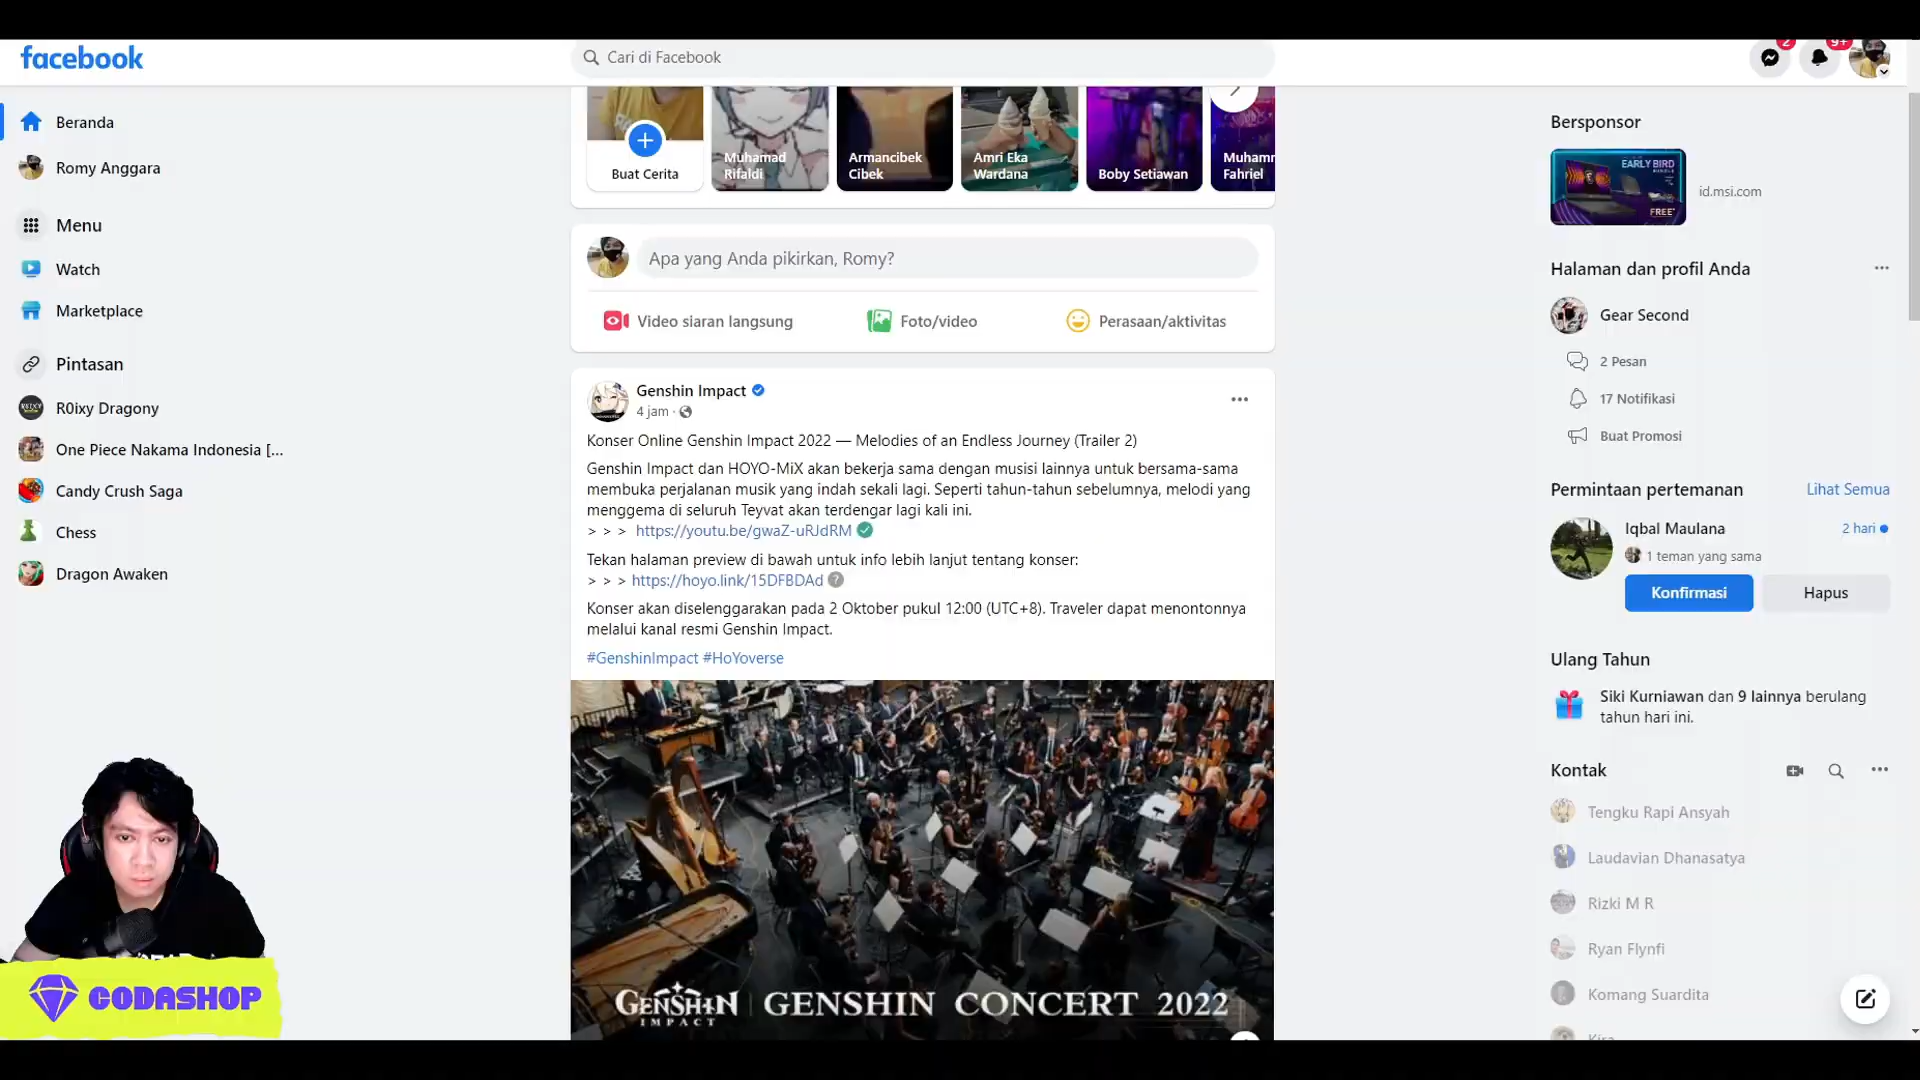 facebook
Cari di Facebook
2
9+
Beranda
Romy Anggara
Menu
Watch
Marketplace
Pintasan
R0ixy Dragony
One Piece Nakama Indonesia [...
Candy Crush Saga
Chess
Dragon Awaken
Buat Cerita
Muhamad
Rifaldi
Armancibek
Cibek
Amri Eka
Wardana
Boby Setiawan
Muhamr
Fahriel
Apa yang Anda pikirkan, Romy?
Video siaran langsung
Foto/video
Perasaan/aktivitas
Genshin Impact
4 jam ·
Konser Online Genshin Impact 2022 — Melodies of an Endless Journey (Trailer 2)
Genshin Impact dan HOYO-MiX akan bekerja sama dengan musisi lainnya untuk bersama-sama
membuka perjalanan musik yang indah sekali lagi. Seperti tahun-tahun sebelumnya, melodi yang
menggema di seluruh Teyvat akan terdengar lagi kali ini.
> > > https://youtu.be/gwaZ-uRJdRM
Tekan halaman preview di bawah untuk info lebih lanjut tentang konser:
> > > https://hoyo.link/15DFBDAd
Konser akan diselenggarakan pada 2 Oktober pukul 12:00 (UTC+8). Traveler dapat menontonnya
melalui kanal resmi Genshin Impact.
#GenshinImpact #HoYoverse
GENSHIN
IMPACT
GENSHIN CONCERT 2022
Bersponsor
EARLY BIRD
FREE*
id.msi.com
Halaman dan profil Anda
Gear Second
2 Pesan
17 Notifikasi
Buat Promosi
Permintaan pertemanan
Lihat Semua
Iqbal Maulana
2 hari
1 teman yang sama
Konfirmasi
Hapus
Ulang Tahun
Siki Kurniawan dan 9 lainnya berulang
tahun hari ini.
Kontak
Tengku Rapi Ansyah
Laudavian Dhanasatya
Rizki M R
Ryan Flynfi
Komang Suardita
Kira
CODASHOP